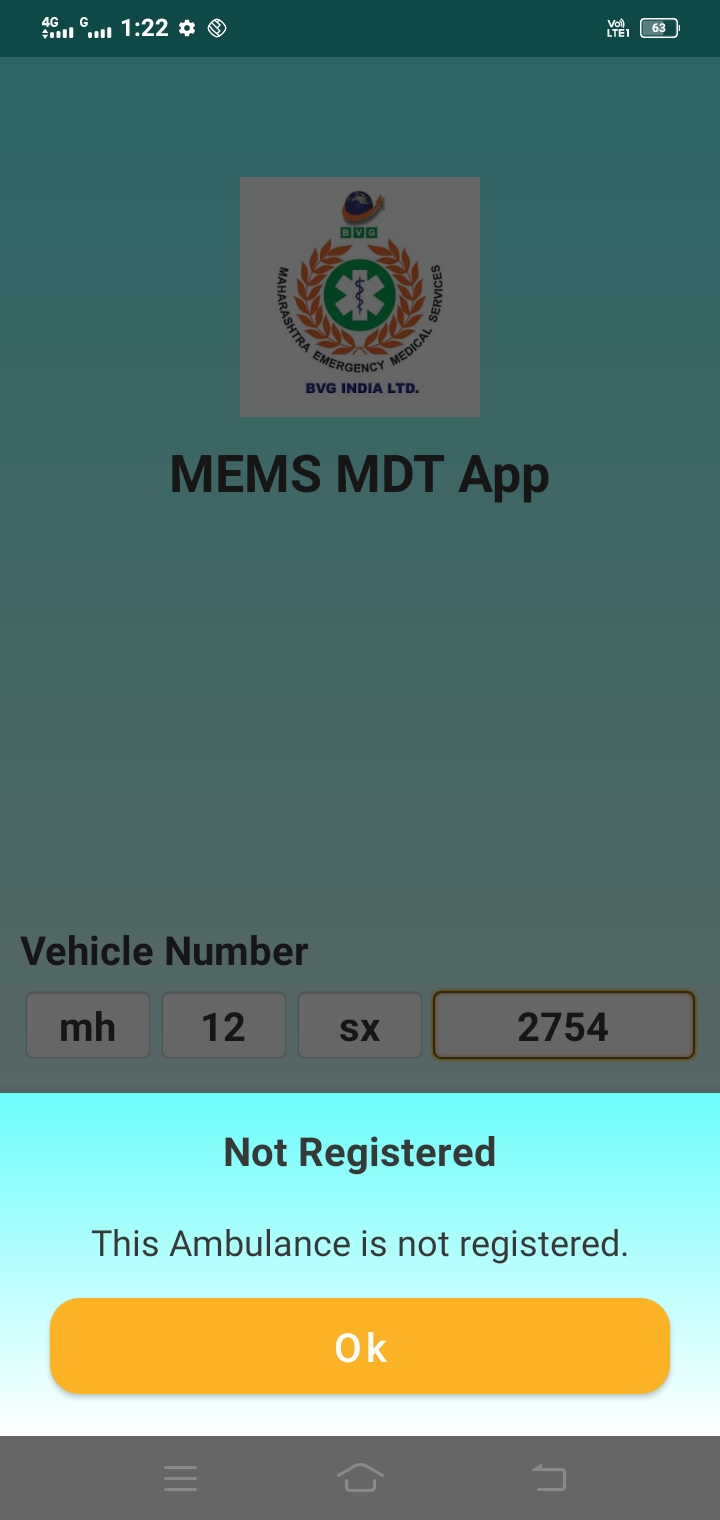 4G G 1:22 Vo)) LTE1 63
BVG
MAHARASHTRA EMERGENCY MEDICAL SERVICES
BVG INDIA LTD.
MEMS MDT App
Vehicle Number
mh 12 sx 2754
Not Registered
This Ambulance is not registered.
Ok